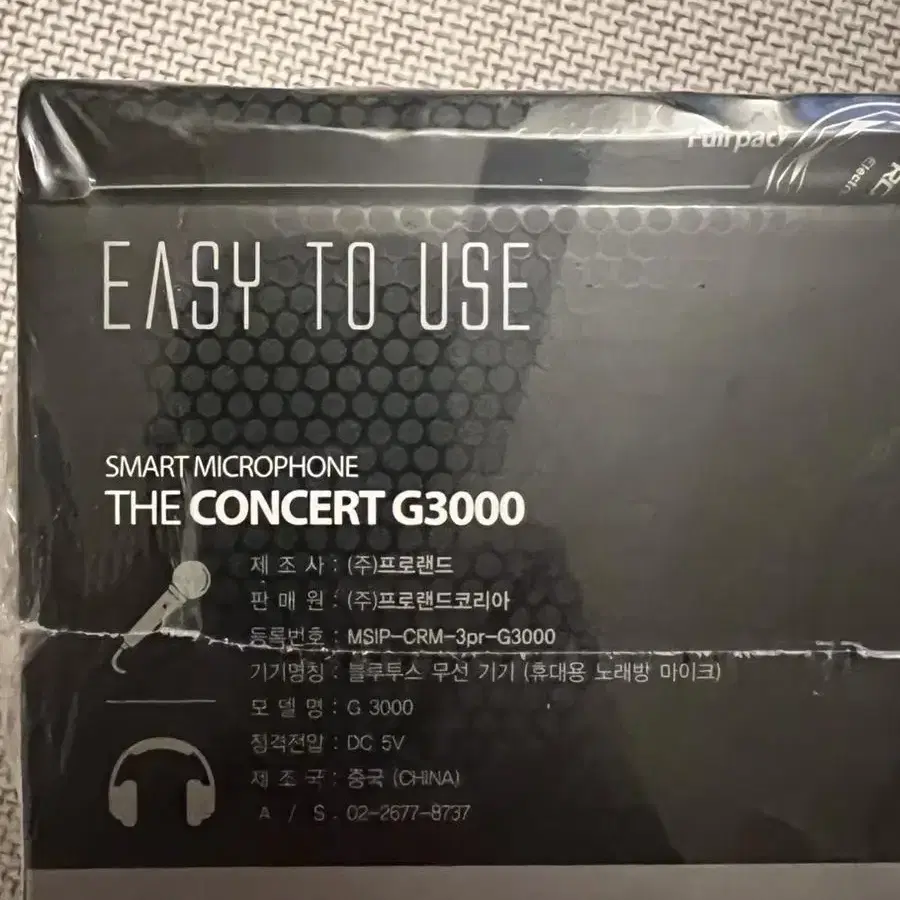 EASY TO USE
SMART MICROPHONE
THE CONCERT G3000
제 조 사 : (주)프로랜드
판 매 원 : (주)프로랜드코리아
등록번호 : MSIP-CRM-3pr-G3000
기기명칭 : 블루투스 무선 기기 (휴대용 노래방 마이크)
모 델 명 : G 3000
정격전압 : DC 5V
제 조 국 : 중국 (CHINA)
A / S . 02-2677-8737